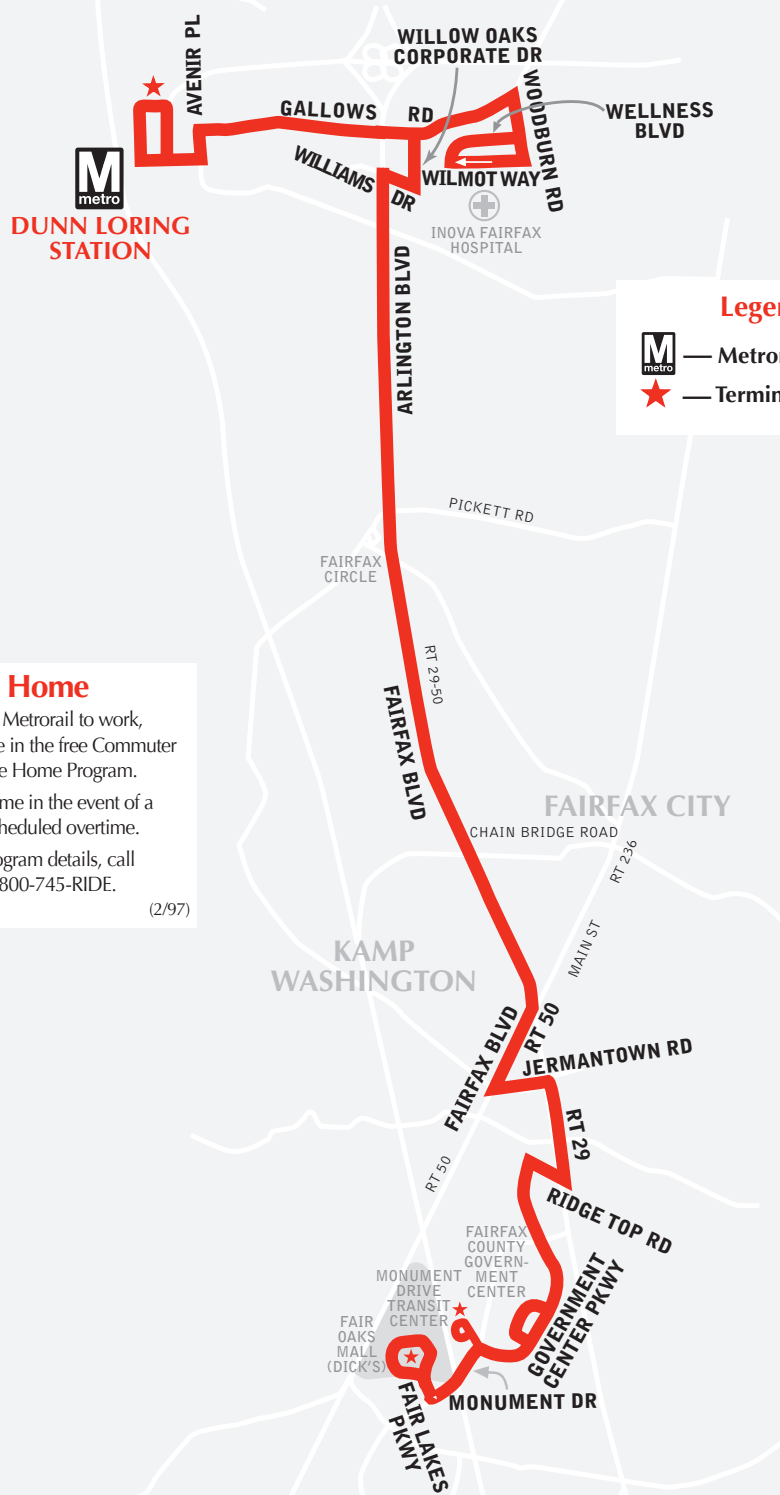 AVENIR PL
WILLOW OAKS
CORPORATE DR
GALLOWS RD
WOODBURN RD
WELLNESS
BLVD
WILLIAMS DR
WILMOT WAY
M
metro
DUNN LORING
STATION
INOVA FAIRFAX
HOSPITAL
ARLINGTON BLVD
M
metro
— Termin
PICKETT RD
FAIRFAX
CIRCLE
RT 29-50
Home
Metrorail to work,
e in the free Commuter
e Home Program.
me in the event of a
heduled overtime.
ogram details, call
800-745-RIDE.
(2/97)
FAIRFAX BLVD
FAIRFAX CITY
CHAIN BRIDGE ROAD
RT 236
MAIN ST
KAMP
WASHINGTON
FAIRFAX BLVD
RT 50
JERMANTOWN RD
RT 29
RT 50
RIDGE TOP RD
FAIRFAX
COUNTY
GOVERN-
MENT
CENTER
MONUMENT
DRIVE
TRANSIT
CENTER
GOVERNMENT
CENTER PKWY
FAIR
OAKS
MALL
(DICK'S)
MONUMENT DR
FAIR LAKES
PKWY